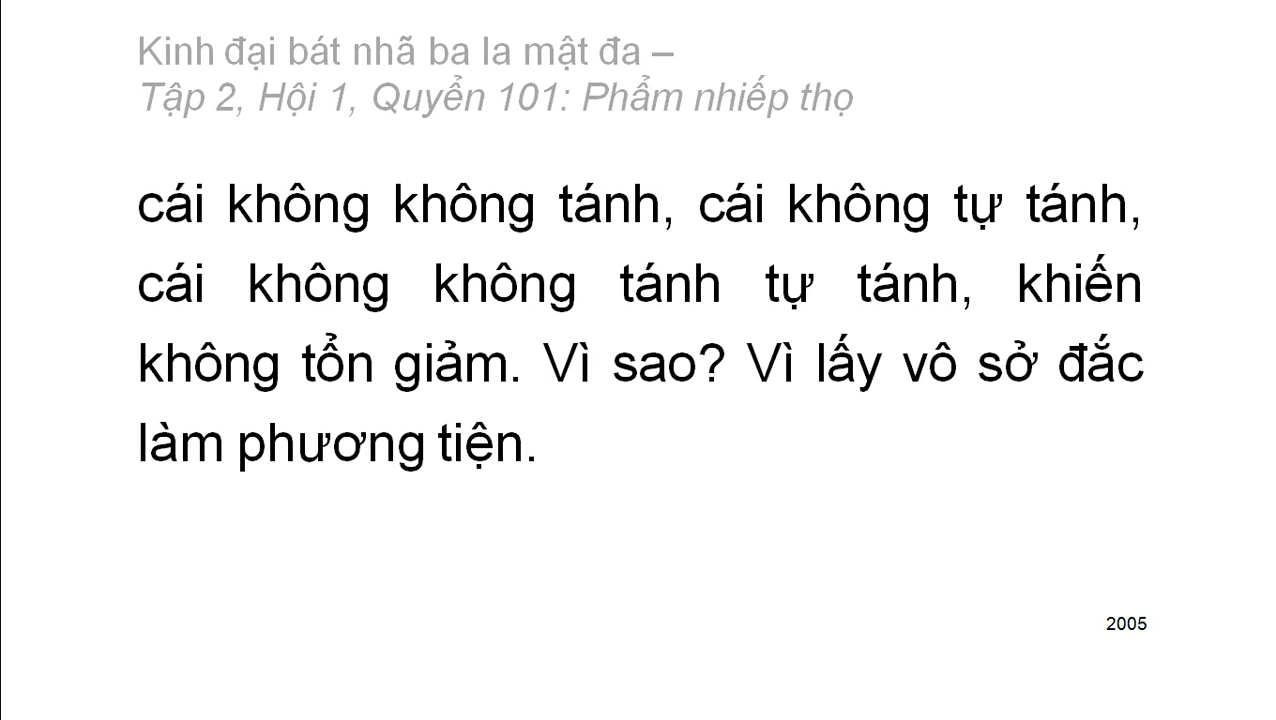 Kinh đại bát nhã ba la mật đa –
Tập 2, Hội 1, Quyển 101: Phẩm nhiếp thọ
cái không không tánh, cái không tự tánh,
cái không không tánh tự tánh, khiến
không tổn giảm. Vì sao? Vì lấy vô sở đắc
làm phương tiện.
2005